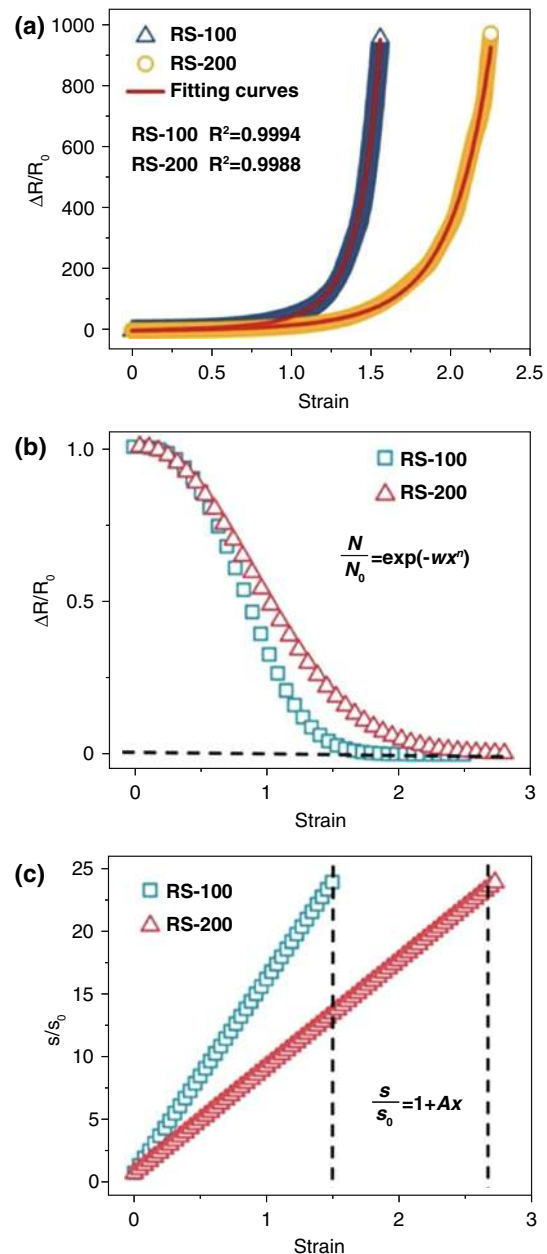 (a)
1000
800
600
400
200
0
ΔR/R₀
RS-100
RS-200
Fitting curves
RS-100 R²=0.9994
RS-200 R²=0.9988
0 0.5 1.0 1.5 2.0 2.5
Strain
(b)
1.0
0.5
0
ΔR/R₀
RS-100
RS-200
N/N₀=exp(-wxⁿ)
0 1 2 3
Strain
(c)
25
20
15
10
5
0
s/s₀
RS-100
RS-200
s/s₀=1+Ax
0 1 2 3
Strain